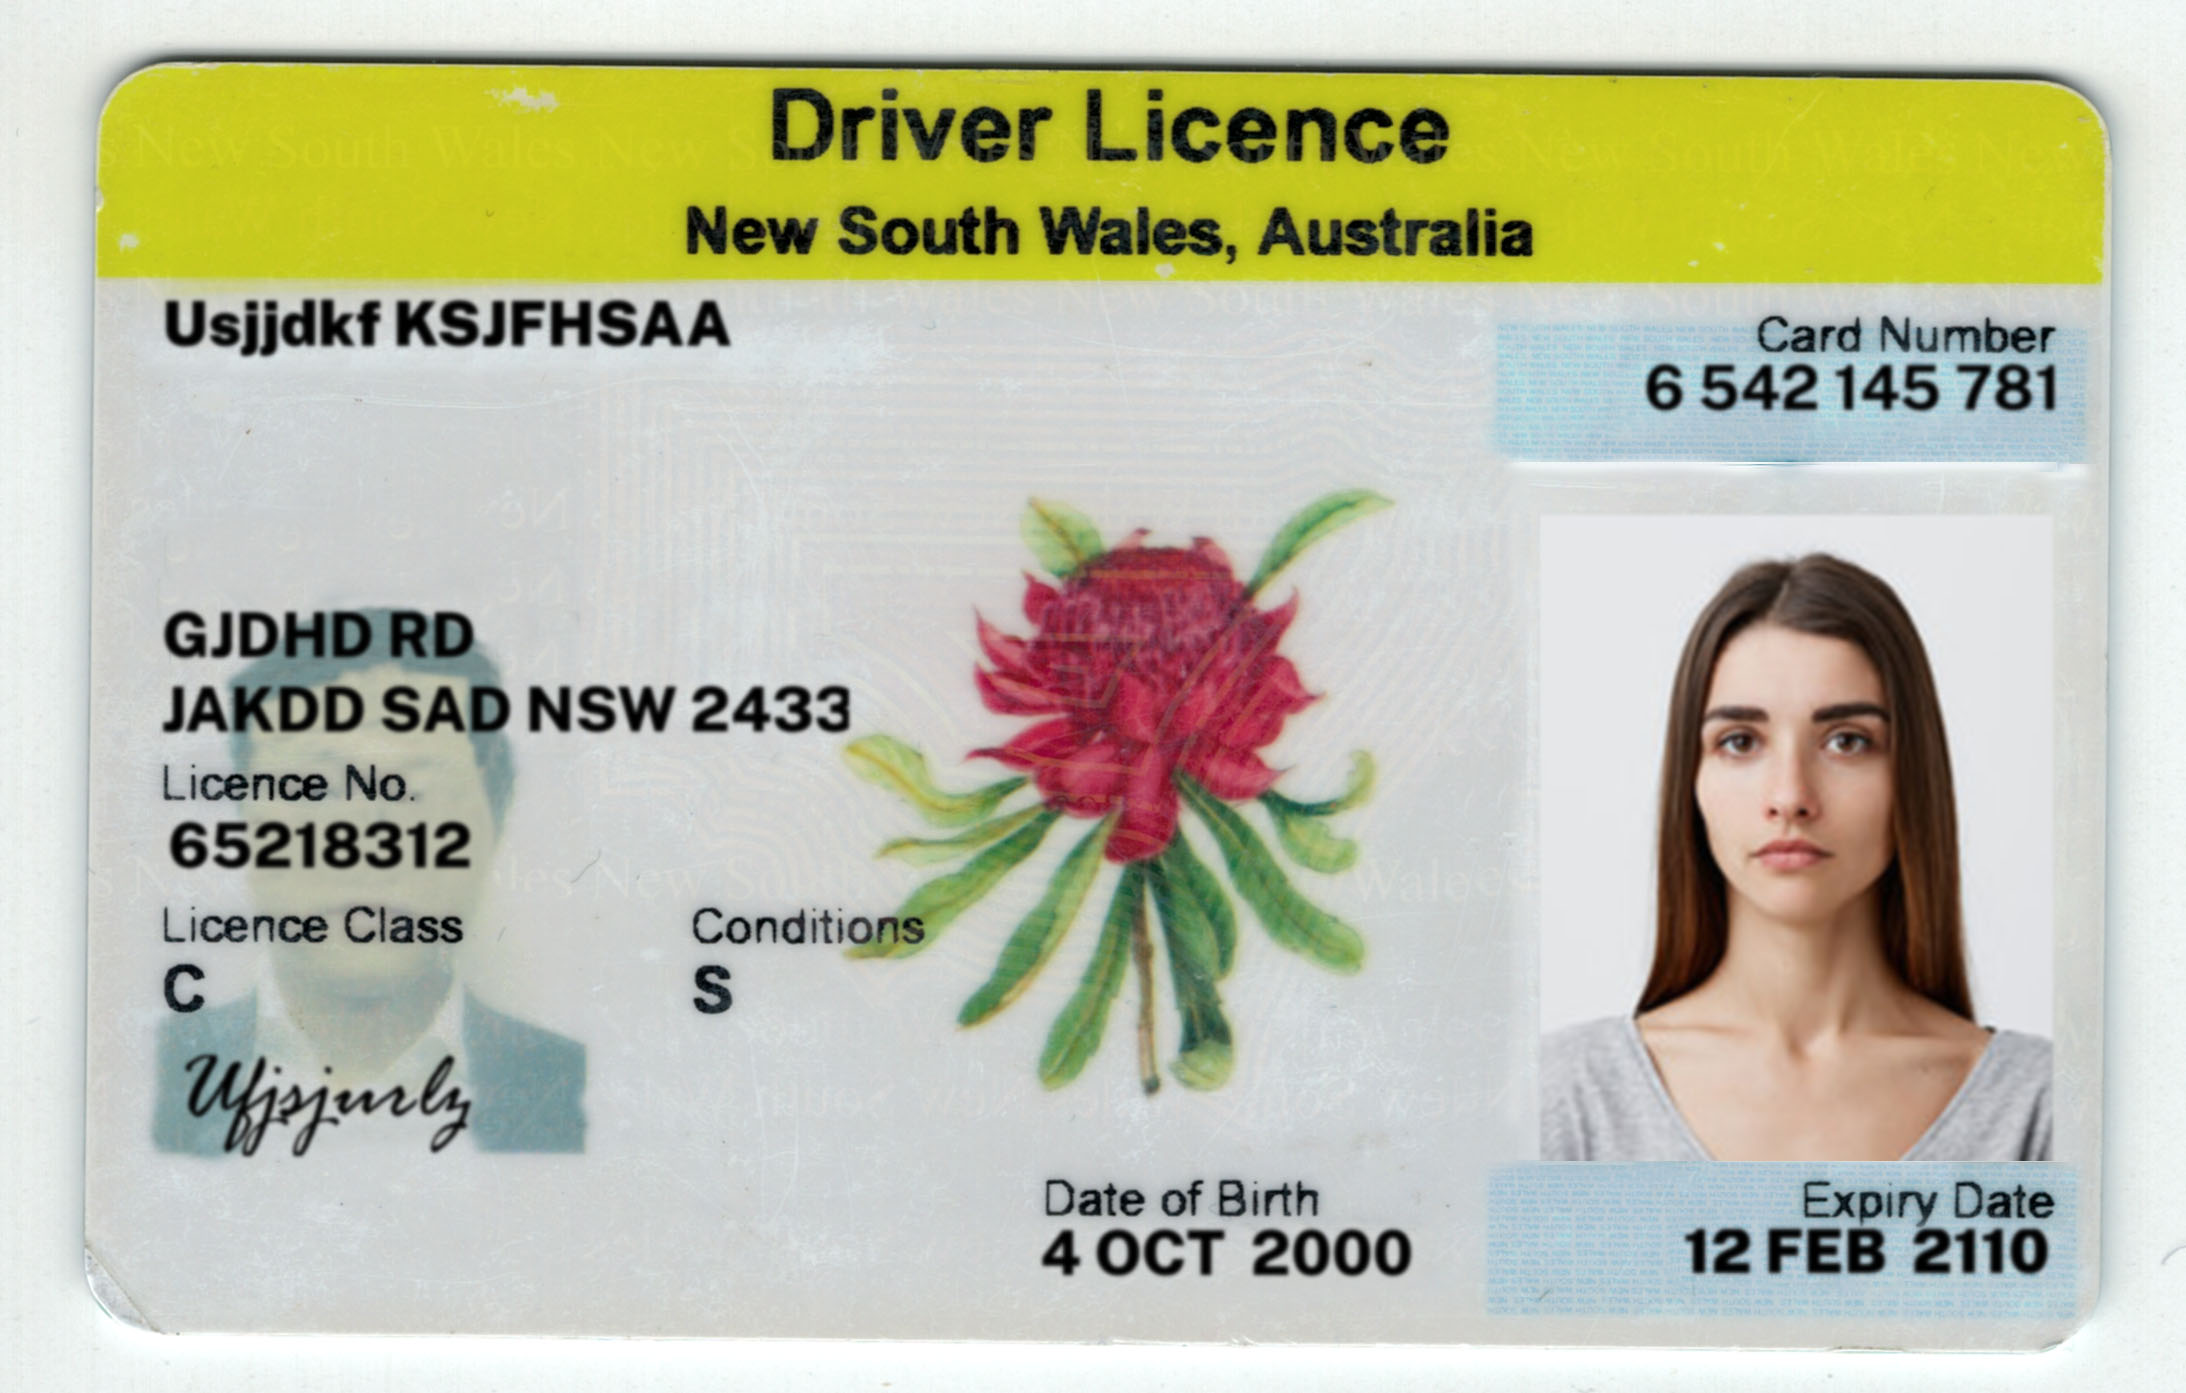 Driver Licence
New South Wales, Australia
Usjjdkf KSJFHSAA
Card Number
6 542 145 781
GJDHD RD
JAKDD SAD NSW 2433
Licence No.
65218312
Licence Class
Conditions
C
S
Ufjsjurlz
Date of Birth
4 OCT 2000
Expiry Date
12 FEB 2110